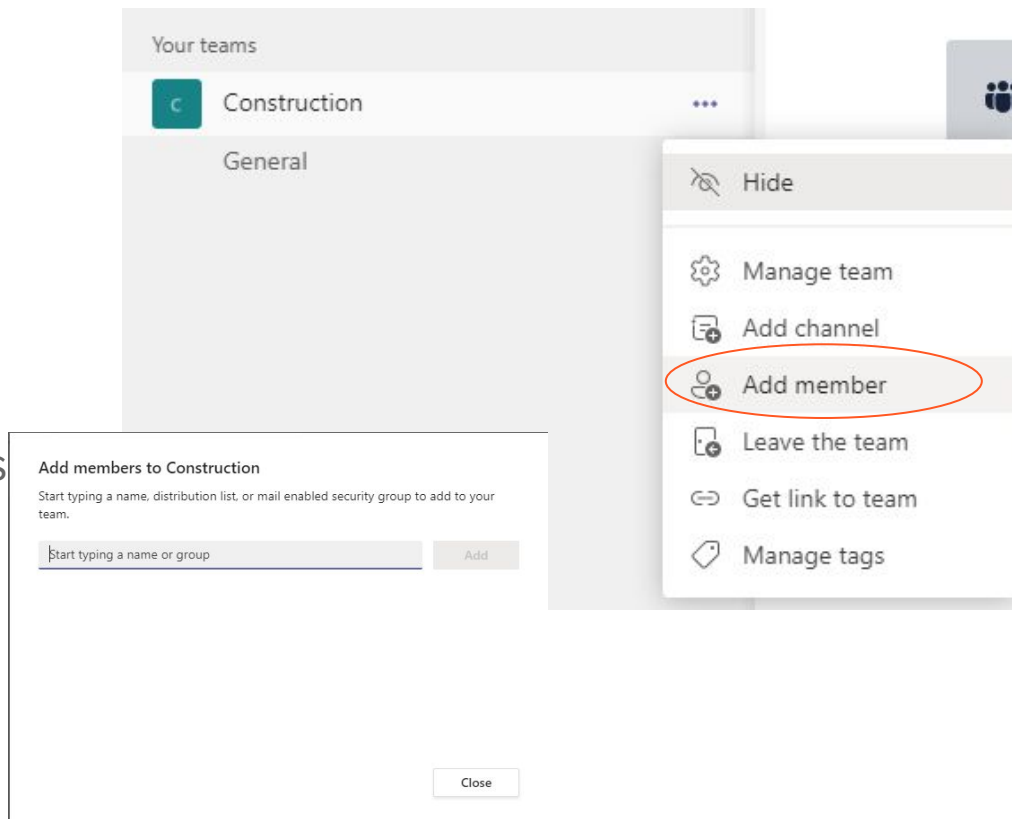 Your teams
C Construction
General
Hide
Manage team
Add channel
Add member
Leave the team
Get link to team
Manage tags
s
Add members to Construction
Start typing a name, distribution list, or mail enabled security group to add to your
team.
Start typing a name or group Add
Close